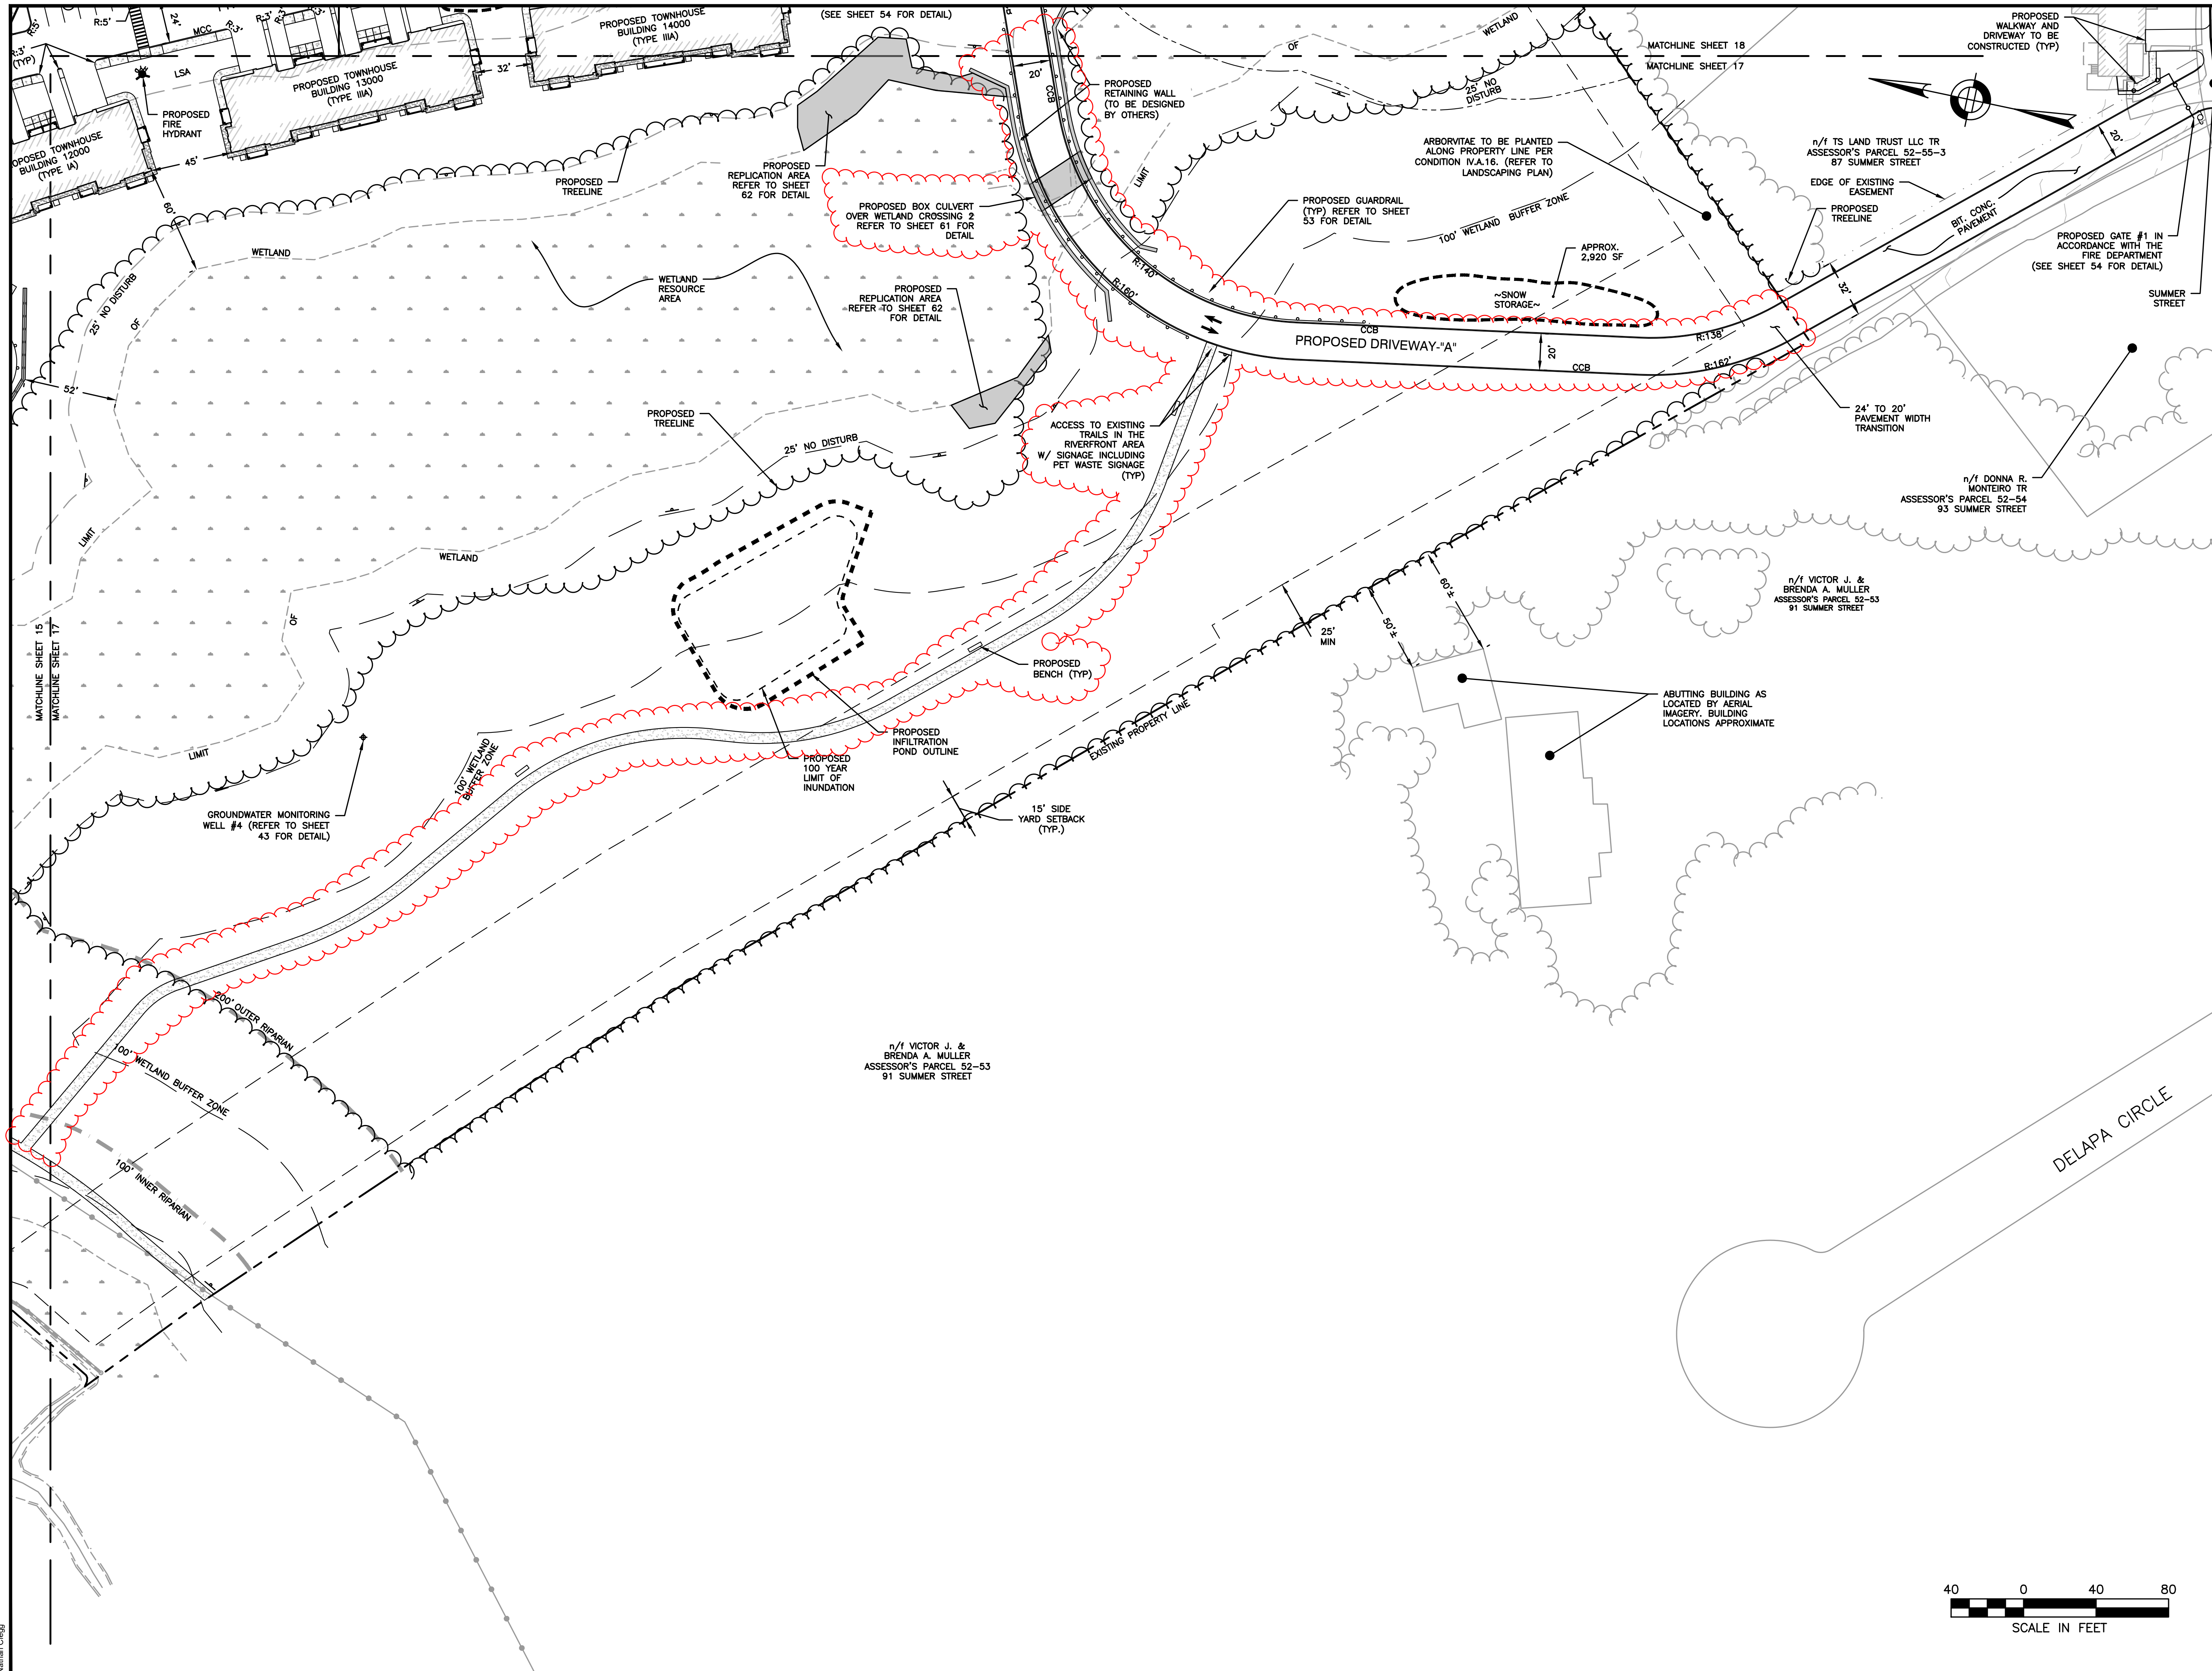 R:5'
R:5'
24'
MCC
R:3'
R:3'
R:3'
R:3'
R:3'
(TYP)
LSA
PROPOSED
FIRE
HYDRANT
PROPOSED TOWNHOUSE
BUILDING 13000
(TYPE IIIA)
PROPOSED TOWNHOUSE
BUILDING 14000
(TYPE IIIA)
32'
BUILDING 12000
(TYPE IA)
45'
60'
(SEE SHEET 54 FOR DETAIL)
20'
CCB
PROPOSED
RETAINING WALL
(TO BE DESIGNED
BY OTHERS)
OF
WETLAND
25' NO
DISTURB
MATCHLINE SHEET 18
MATCHLINE SHEET 17
PROPOSED
WALKWAY AND
DRIVEWAY TO BE
CONSTRUCTED (TYP)
ARBORVITAE TO BE PLANTED
ALONG PROPERTY LINE PER
CONDITION IV.A.16. (REFER TO
LANDSCAPING PLAN)
n/f TS LAND TRUST LLC TR
ASSESSOR'S PARCEL 52-55-3
87 SUMMER STREET
EDGE OF EXISTING
EASEMENT
PROPOSED
TREELINE
20'
BIT. CONC.
PAVEMENT
PROPOSED GATE #1 IN
ACCORDANCE WITH THE
FIRE DEPARTMENT
(SEE SHEET 54 FOR DETAIL)
SUMMER
STREET
32'
PROPOSED
TREELINE
PROPOSED
REPLICATION AREA
REFER TO SHEET
62 FOR DETAIL
PROPOSED BOX CULVERT
OVER WETLAND CROSSING 2
REFER TO SHEET 61 FOR
DETAIL
LIMIT
PROPOSED GUARDRAIL
(TYP) REFER TO SHEET
53 FOR DETAIL
100' WETLAND BUFFER ZONE
APPROX.
2,920 SF
~SNOW
STORAGE~
R:140'
R:160'
CCB
PROPOSED DRIVEWAY-"A"
20'
CCB
R:138'
R:162'
24' TO 20'
PAVEMENT WIDTH
TRANSITION
WETLAND
WETLAND
RESOURCE
AREA
PROPOSED
REPLICATION AREA
REFER TO SHEET 62
FOR DETAIL
25' NO DISTURB
OF
52'
PROPOSED
TREELINE
25' NO DISTURB
ACCESS TO EXISTING
TRAILS IN THE
RIVERFRONT AREA
W/ SIGNAGE INCLUDING
PET WASTE SIGNAGE
(TYP)
n/f DONNA R.
MONTEIRO TR
ASSESSOR'S PARCEL 52-54
93 SUMMER STREET
LIMIT
WETLAND
OF
n/f VICTOR J. &
BRENDA A. MULLER
ASSESSOR'S PARCEL 52-53
91 SUMMER STREET
60'±
50'±
25'
MIN
MATCHLINE SHEET 15
MATCHLINE SHEET 17
PROPOSED
BENCH (TYP)
ABUTTING BUILDING AS
LOCATED BY AERIAL
IMAGERY. BUILDING
LOCATIONS APPROXIMATE
EXISTING PROPERTY LINE
LIMIT
100' WETLAND
BUFFER ZONE
PROPOSED
INFILTRATION
POND OUTLINE
PROPOSED
100 YEAR
LIMIT OF
INUNDATION
GROUNDWATER MONITORING
WELL #4 (REFER TO SHEET
43 FOR DETAIL)
15' SIDE
YARD SETBACK
(TYP.)
200' OUTER RIPARIAN
100' WETLAND BUFFER ZONE
100' INNER RIPARIAN
n/f VICTOR J. &
BRENDA A. MULLER
ASSESSOR'S PARCEL 52-53
91 SUMMER STREET
DELAPA CIRCLE
40 0 40 80
SCALE IN FEET